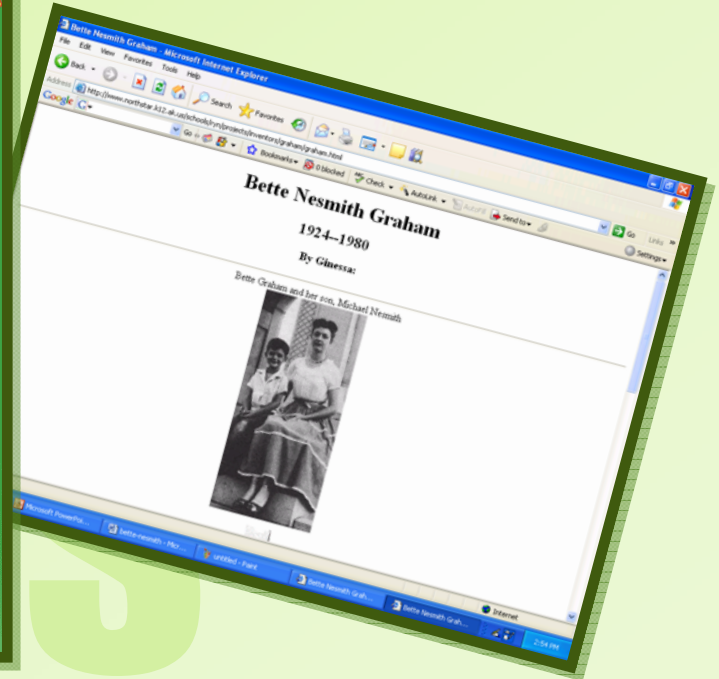 Bette Nesmith Graham - Microsoft Internet Explorer
File Edit View Favorites Tools Help
Back Search Favorites
Address http://www.northstar.k12.ak.us/schools/ryn/projects/inventors/graham/graham.html Go Links »
Google G Go 0 blocked Bookmarks Check AutoLink AutoFill Send to Settings
Bette Nesmith Graham
1924--1980
By Ginessa:
Bette Graham and her son, Michael Nesmith
Internet
Microsoft PowerPoi... bette-nesmith - Micr... untitled - Paint Bette Nesmith Grah... Bette Nesmith Grah... 2:54 PM
S